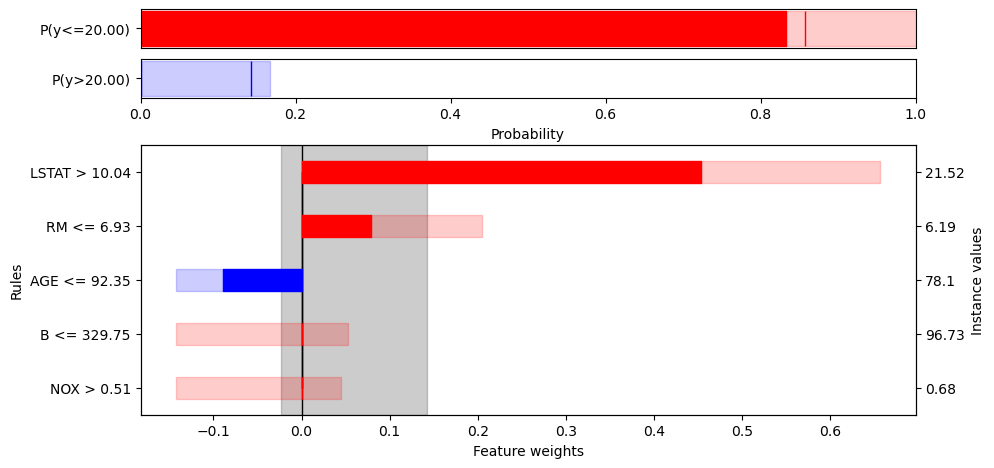 P(y<=20.00)
P(y>20.00)
0.0 0.2 0.4 0.6 0.8 1.0
Probability
Rules
LSTAT > 10.04 21.52
RM <= 6.93 6.19
AGE <= 92.35 78.1
B <= 329.75 96.73
NOX > 0.51 0.68
Instance values
−0.1 0.0 0.1 0.2 0.3 0.4 0.5 0.6
Feature weights